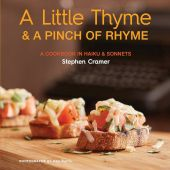 A Little Thyme
& A PINCH OF RHYME
A COOKBOOK IN HAIKU & SONNETS
Stephen Cramer